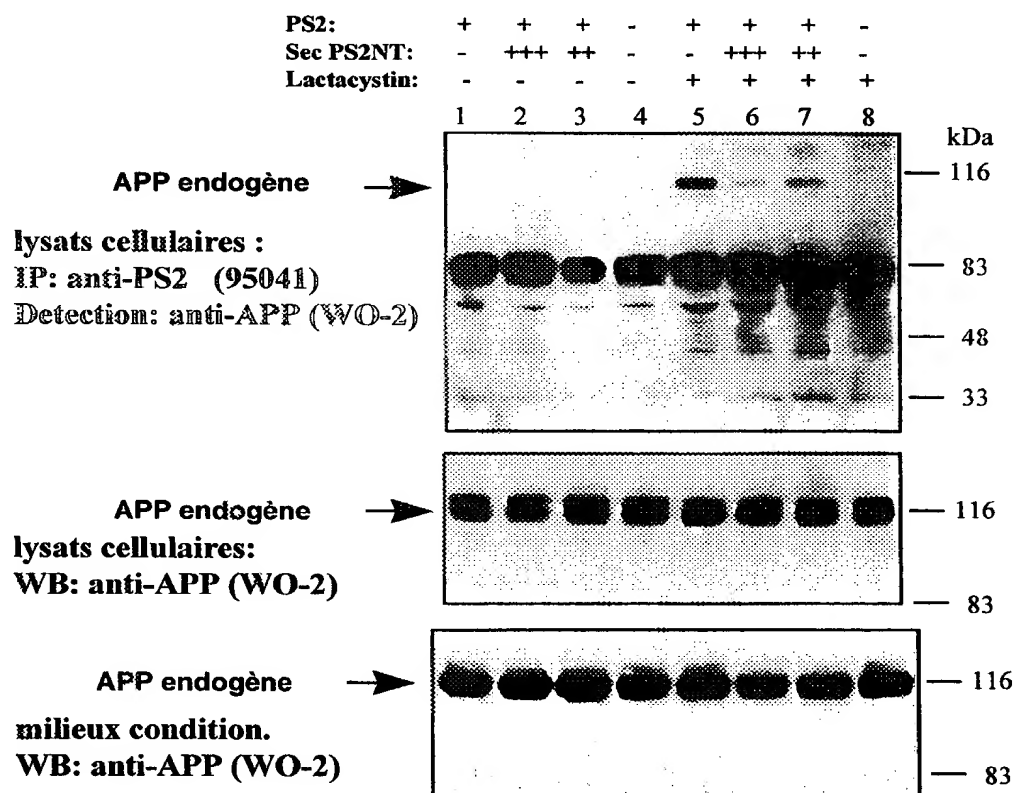 PS2: + + + - + + + -
Sec PS2NT: - +++ ++ - - +++ ++ -
Lactacystin: - - - - + + + +
1 2 3 4 5 6 7 8
kDa
APP endogène 116
lysats cellulaires :
IP: anti-PS2 (95041) 83
Detection: anti-APP (WO-2)
48
33
APP endogène 116
lysats cellulaires:
WB: anti-APP (WO-2)
83
APP endogène 116
milieux condition.
WB: anti-APP (WO-2)
83